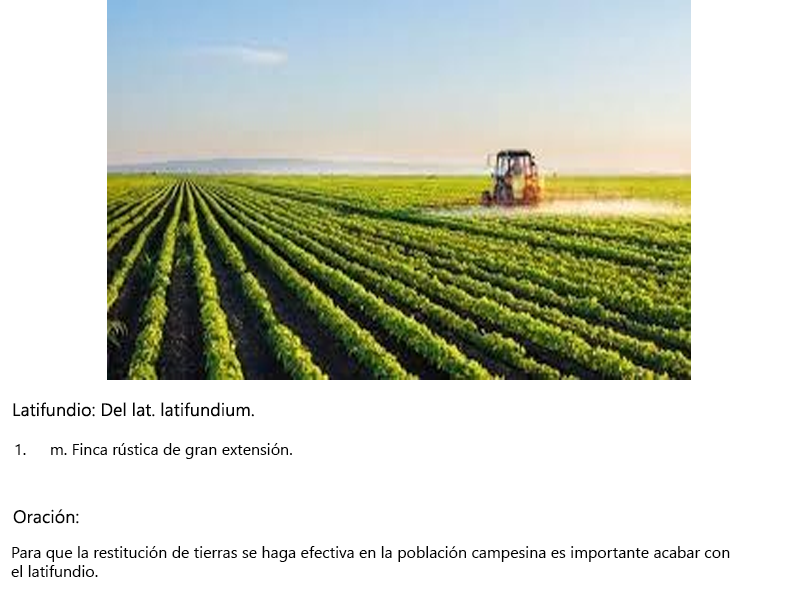 Latifundio: Del lat. latifundium.
1. m. Finca rústica de gran extensión.
Oración:
Para que la restitución de tierras se haga efectiva en la población campesina es importante acabar con
el latifundio.